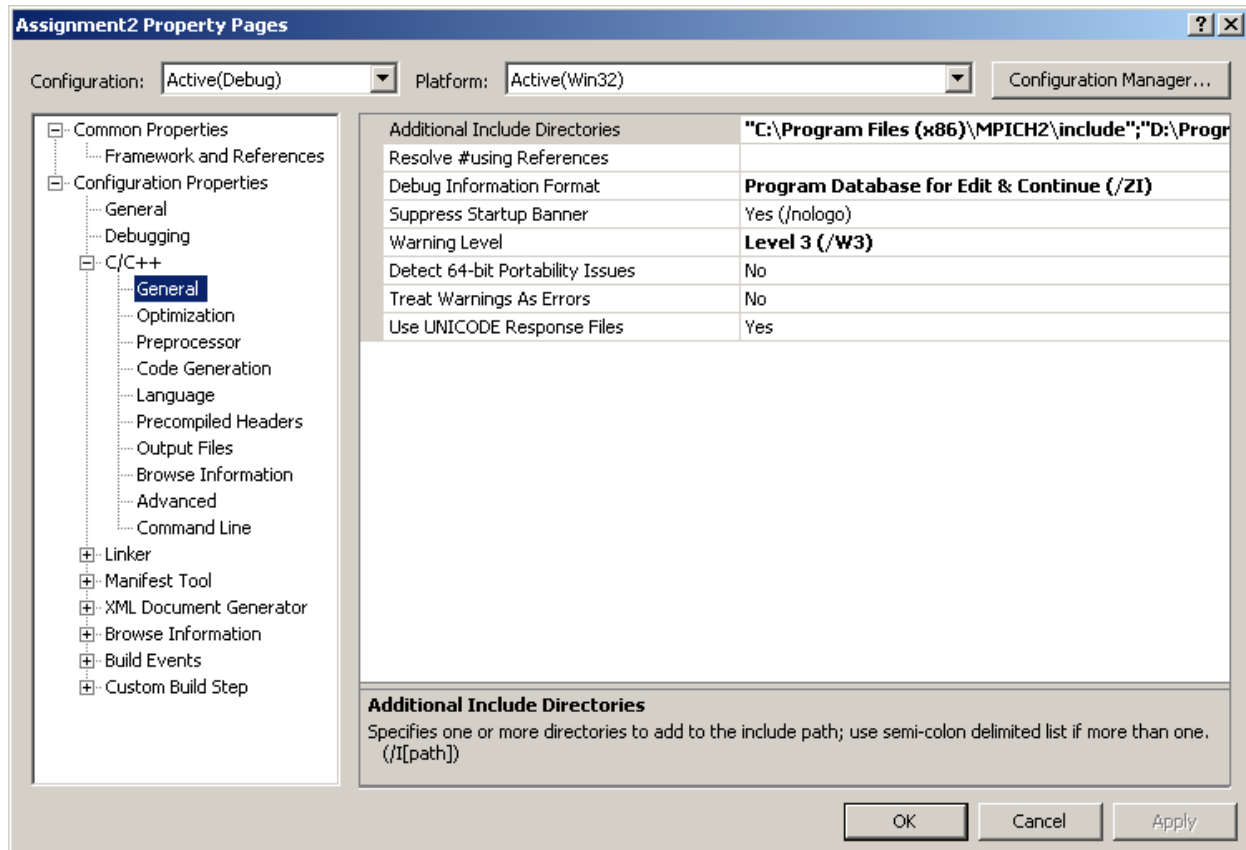 Assignment2 Property Pages
Configuration: Active(Debug) Platform: Active(Win32) Configuration Manager...
Common Properties
Framework and References
Configuration Properties
General
Debugging
C/C++
General
Optimization
Preprocessor
Code Generation
Language
Precompiled Headers
Output Files
Browse Information
Advanced
Command Line
Linker
Manifest Tool
XML Document Generator
Browse Information
Build Events
Custom Build Step
Additional Include Directories "C:\Program Files (x86)\MPICH2\include";"D:\Progr
Resolve #using References
Debug Information Format Program Database for Edit & Continue (/ZI)
Suppress Startup Banner Yes (/nologo)
Warning Level Level 3 (/W3)
Detect 64-bit Portability Issues No
Treat Warnings As Errors No
Use UNICODE Response Files Yes
Additional Include Directories
Specifies one or more directories to add to the include path; use semi-colon delimited list if more than one.
(/I[path])
OK Cancel Apply